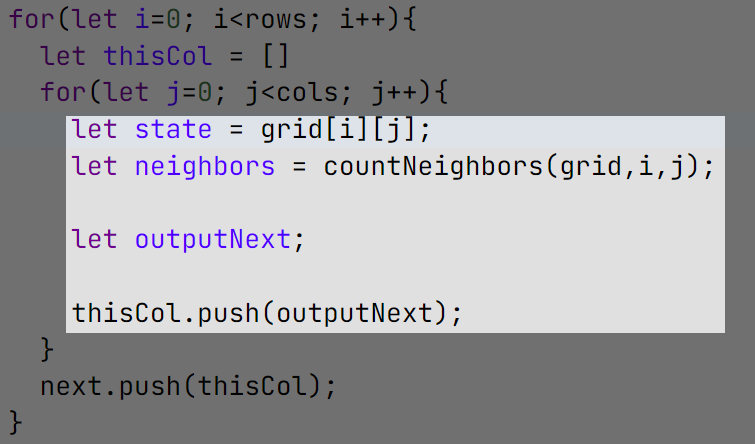 for(let i=0; i<rows; i++){
let thisCol = []
for(let j=0; j<cols; j++){
let state = grid[i][j];
let neighbors = countNeighbors(grid,i,j);
let outputNext;
thisCol.push(outputNext);
}
next.push(thisCol);
}